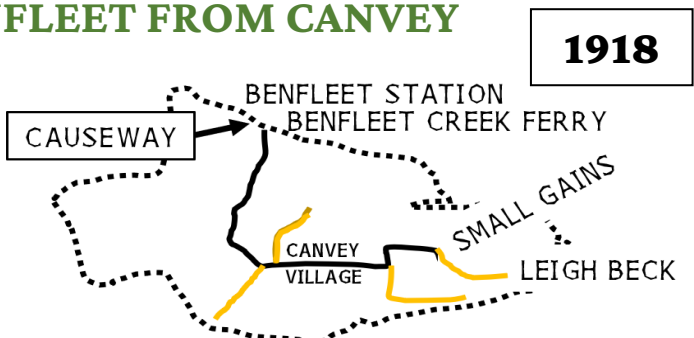 FLEET FROM CANVEY
1918
BENFLEET STATION
BENFLEET CREEK FERRY
CAUSEWAY
SMALL GAINS
CANVEY
VILLAGE
LEIGH BECK